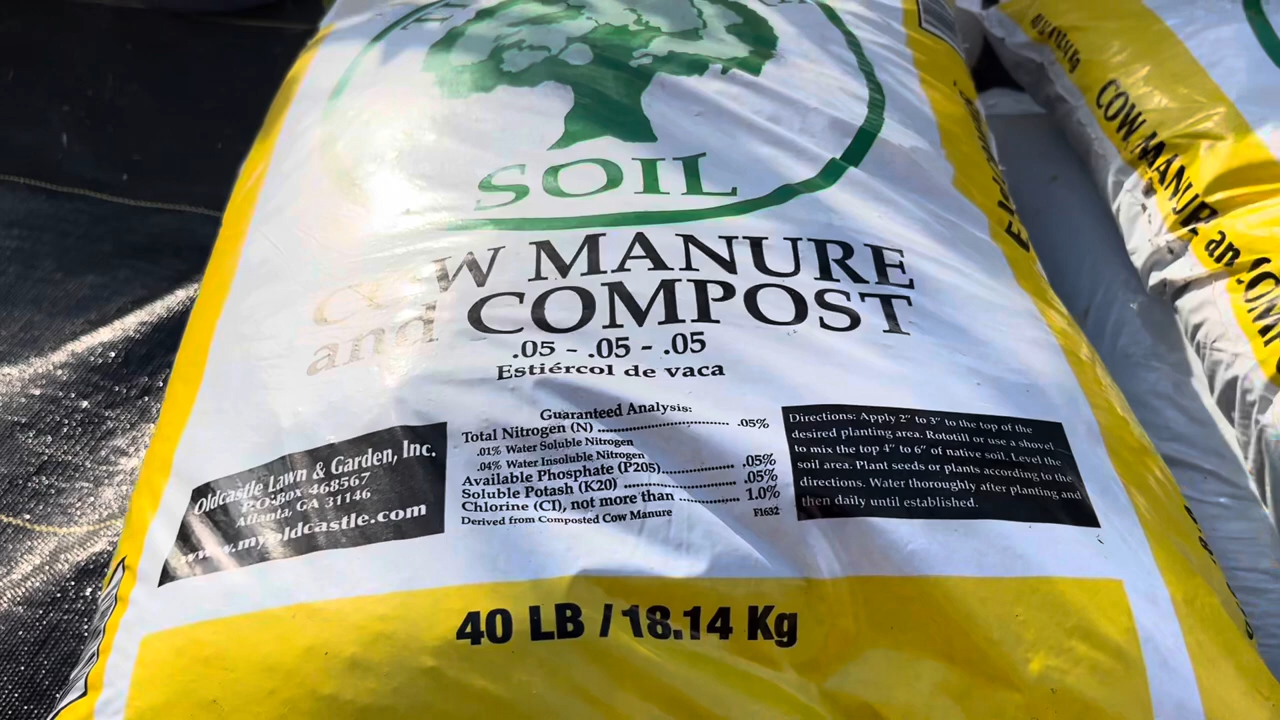 SOIL
COW MANURE
and COMPOST
.05 - .05 - .05
Estiércol de vaca
Oldcastle Lawn & Garden, Inc.
P.O. Box 468567
Atlanta, GA 31146
www.myoldcastle.com
Guaranteed Analysis:
Total Nitrogen (N) .............................. .05%
.01% Water Soluble Nitrogen
.04% Water Insoluble Nitrogen
Available Phosphate (P205)................ .05%
Soluble Potash (K20) ........................... .05%
Chlorine (CI), not more than .............. 1.0%
Derived from Composted Cow Manure F1632
Directions: Apply 2" to 3" to the top of the
desired planting area. Rototill or use a shovel
to mix the top 4" to 6" of native soil. Level the
soil area. Plant seeds or plants according to the
directions. Water thoroughly after planting and
then daily until established.
40 LB / 18.14 Kg
COW MANURE and COMP